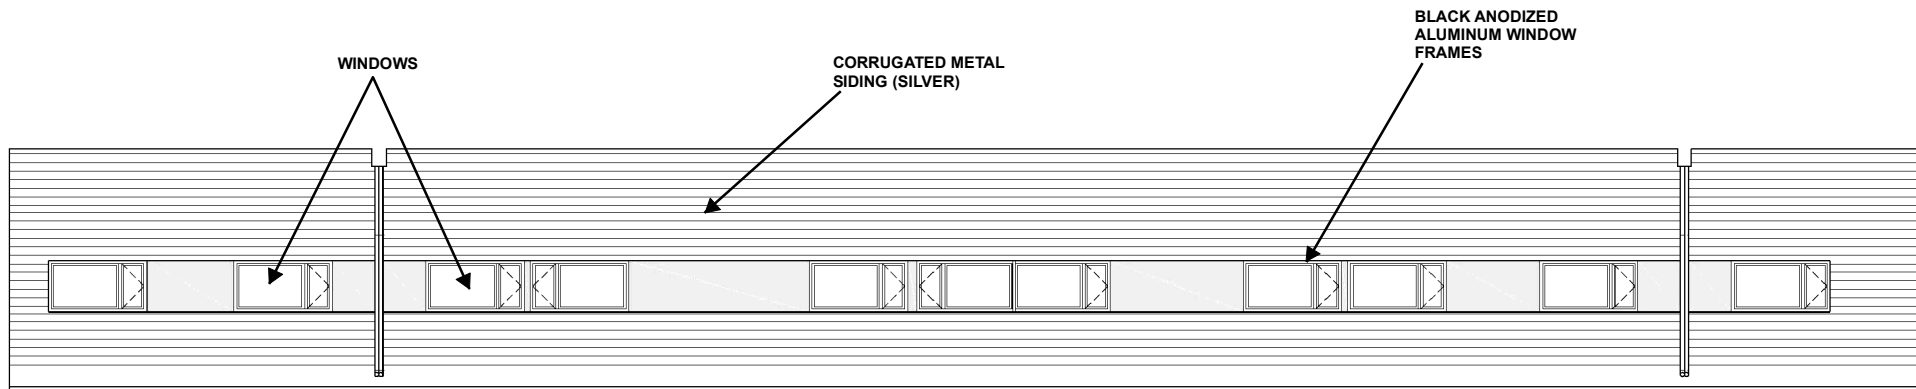 BLACK ANODIZED
ALUMINUM WINDOW
FRAMES
WINDOWS
CORRUGATED METAL
SIDING (SILVER)